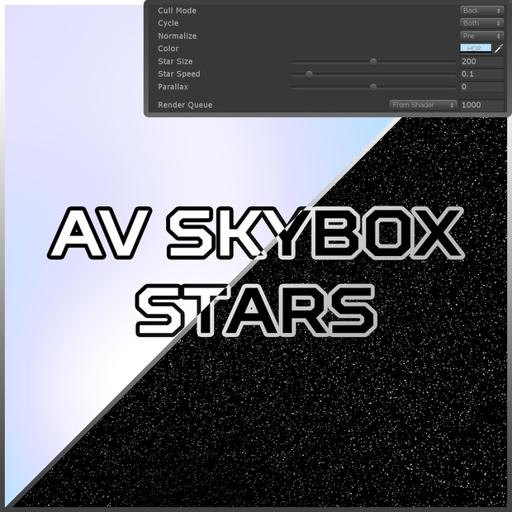 Cull Mode Back
Cycle Both
Normalize Pre
Color HDR
Star Size 200
Star Speed 0.1
Parallax 0
Render Queue From Shader 1000
AV SKYBOX
STARS